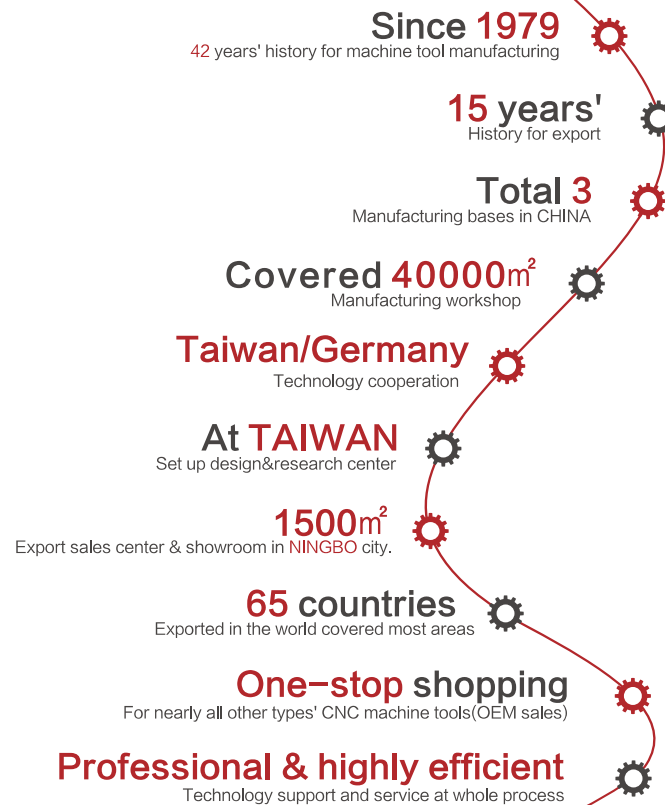 Since 1979
42 years' history for machine tool manufacturing
15 years'
History for export
Total 3
Manufacturing bases in CHINA
Covered 40000m²
Manufacturing workshop
Taiwan/Germany
Technology cooperation
At TAIWAN
Set up design&research center
1500m²
Export sales center & showroom in NINGBO city.
65 countries
Exported in the world covered most areas
One-stop shopping
For nearly all other types' CNC machine tools(OEM sales)
Professional & highly efficient
Technology support and service at whole process